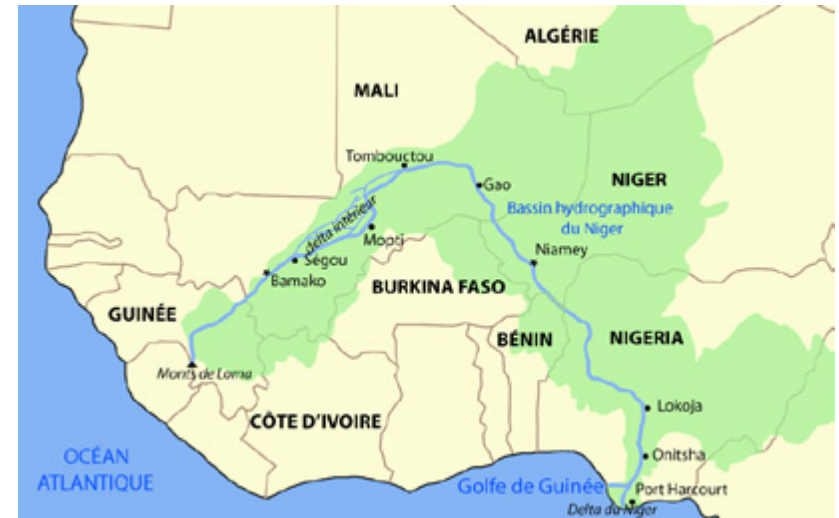 ALGÉRIE
MALI
Tombouctou
Gao
NIGER
Bassin hydrographique
du Niger
delta intérieur
Mopti
Ségou
Niamey
Bamako
BURKINA FASO
GUINÉE
BÉNIN
NIGERIA
Monts de Loma
Lokoja
CÔTE D'IVOIRE
OCÉAN
ATLANTIQUE
Onitsha
Golfe de Guinée
Port Harcourt
Delta du Niger